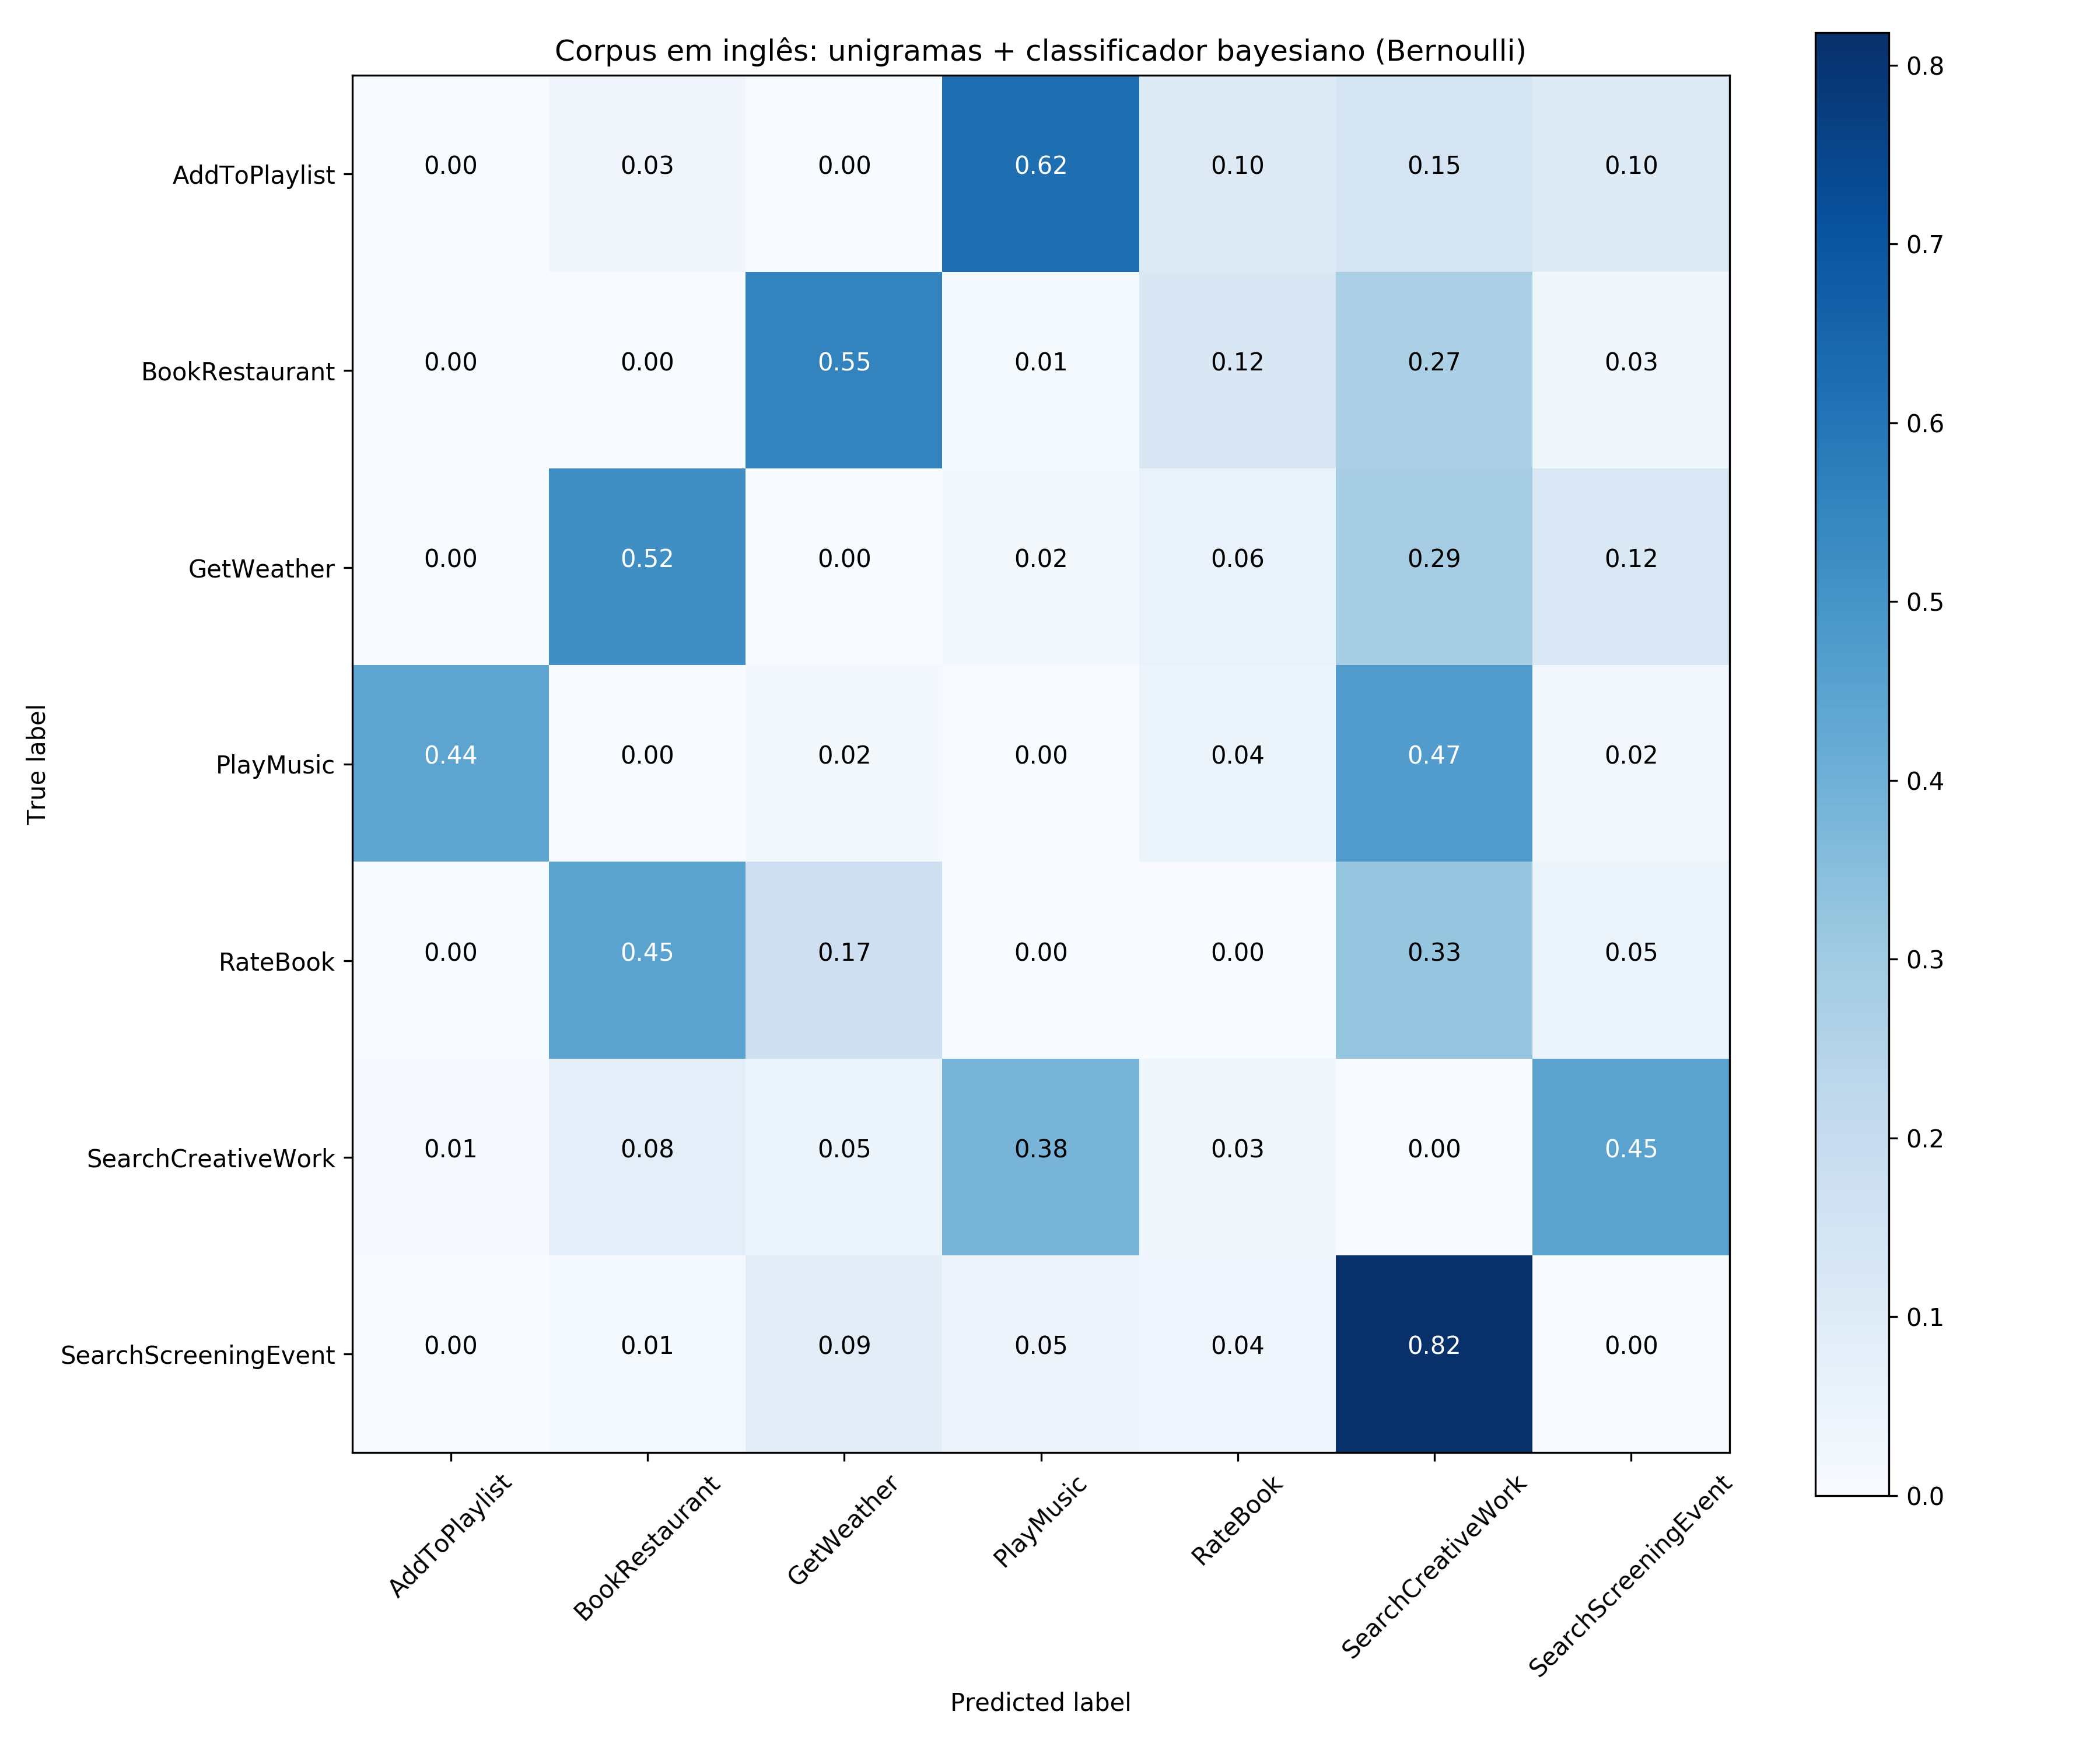 Corpus em inglês: unigramas + classificador bayesiano (Bernoulli)
AddToPlaylist 0.00 0.03 0.00 0.62 0.10 0.15 0.10
BookRestaurant 0.00 0.00 0.55 0.01 0.12 0.27 0.03
GetWeather 0.00 0.52 0.00 0.02 0.06 0.29 0.12
PlayMusic 0.44 0.00 0.02 0.00 0.04 0.47 0.02
RateBook 0.00 0.45 0.17 0.00 0.00 0.33 0.05
SearchCreativeWork 0.01 0.08 0.05 0.38 0.03 0.00 0.45
SearchScreeningEvent 0.00 0.01 0.09 0.05 0.04 0.82 0.00
True label
AddToPlaylist BookRestaurant GetWeather PlayMusic RateBook SearchCreativeWork SearchScreeningEvent
Predicted label
0.8
0.7
0.6
0.5
0.4
0.3
0.2
0.1
0.0